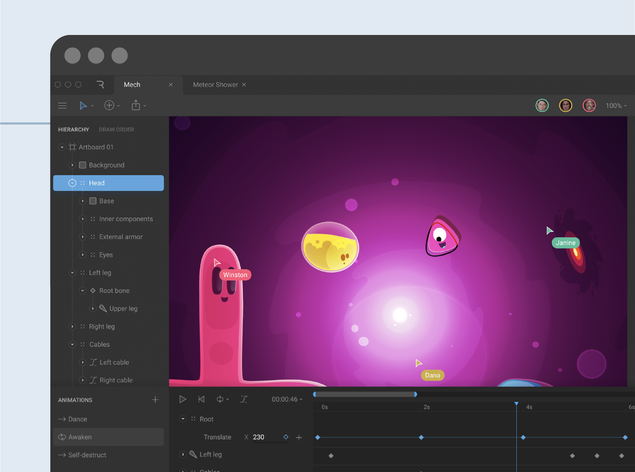 Mech
Meteor Shower
100%
HIERARCHY DRAW ORDER
Artboard 01
Background
Head
Base
Inner components
External armor
Eyes
Left leg
Root bone
Upper leg
Right leg
Cables
Left cable
Right cable
Winston
Janine
Dano
ANIMATIONS
Dance
Awaken
Self-destruct
00:00:46
0s 2s 4s 6s
Root
Translate X 230
Left leg